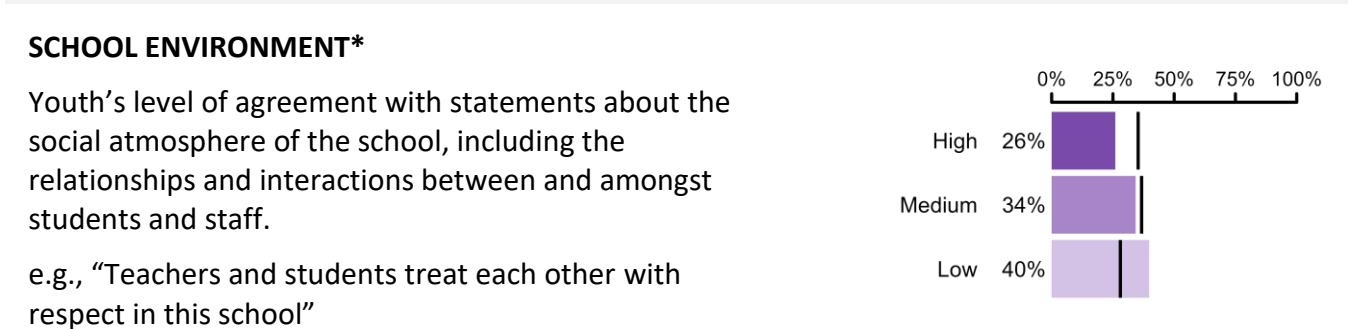 SCHOOL ENVIRONMENT*
Youth’s level of agreement with statements about the
social atmosphere of the school, including the
relationships and interactions between and amongst
students and staff.
e.g., “Teachers and students treat each other with
respect in this school”
0% 25% 50% 75% 100%
High 26%
Medium 34%
Low 40%